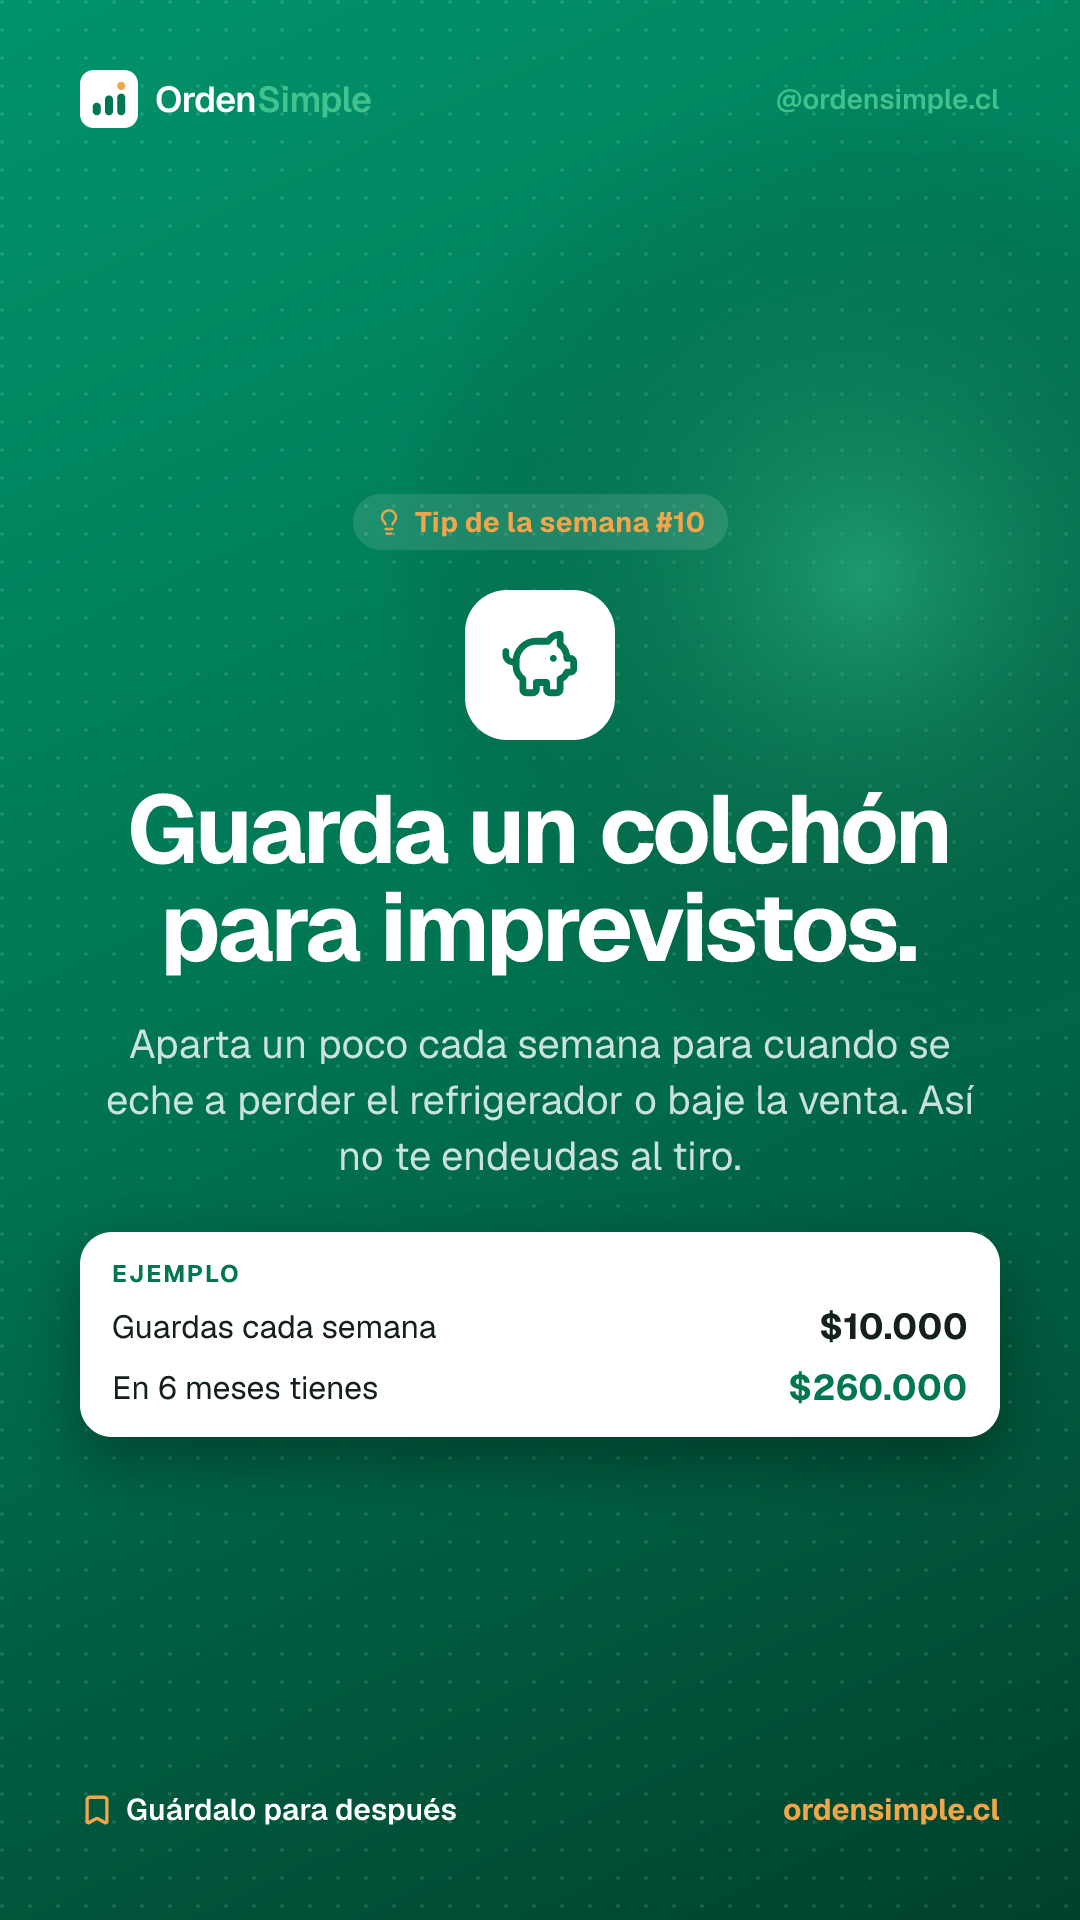 OrdenSimple
@ordensimple.cl
Tip de la semana #10
Guarda un colchón
para imprevistos.
Aparta un poco cada semana para cuando se
eche a perder el refrigerador o baje la venta. Así
no te endeudas al tiro.
EJEMPLO
Guardas cada semana $10.000
En 6 meses tienes $260.000
Guárdalo para después
ordensimple.cl